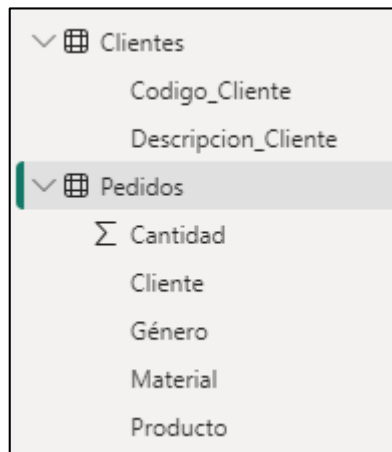 Clientes
Codigo_Cliente
Descripcion_Cliente
Pedidos
∑ Cantidad
Cliente
Género
Material
Producto